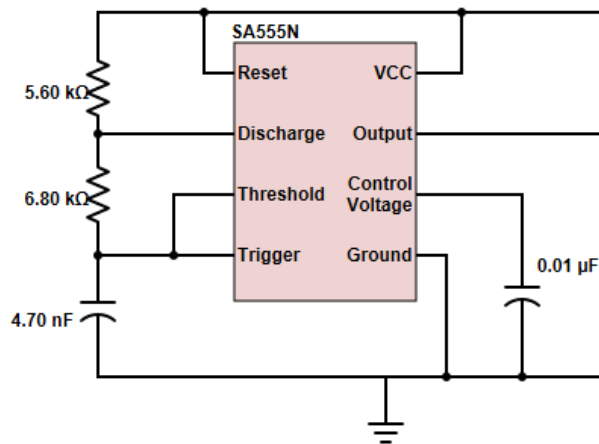 SA555N
Reset
VCC
5.60 kΩ
Discharge
Output
6.80 kΩ
Threshold
Control
Voltage
Trigger
Ground
0.01 µF
4.70 nF